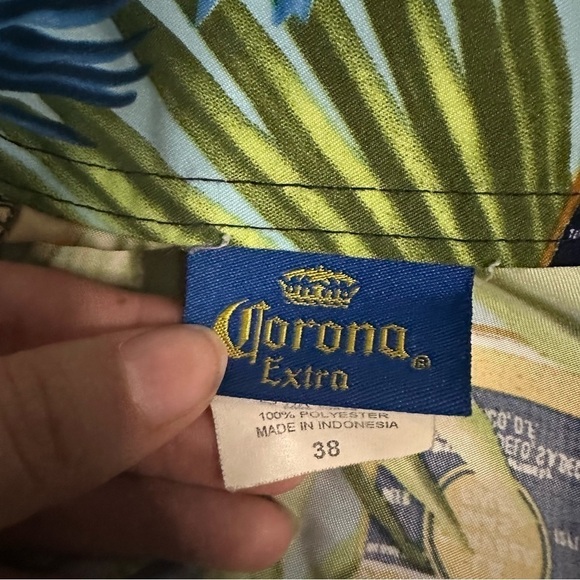 Corona®
Extra
100% POLYESTER
MADE IN INDONESIA
38